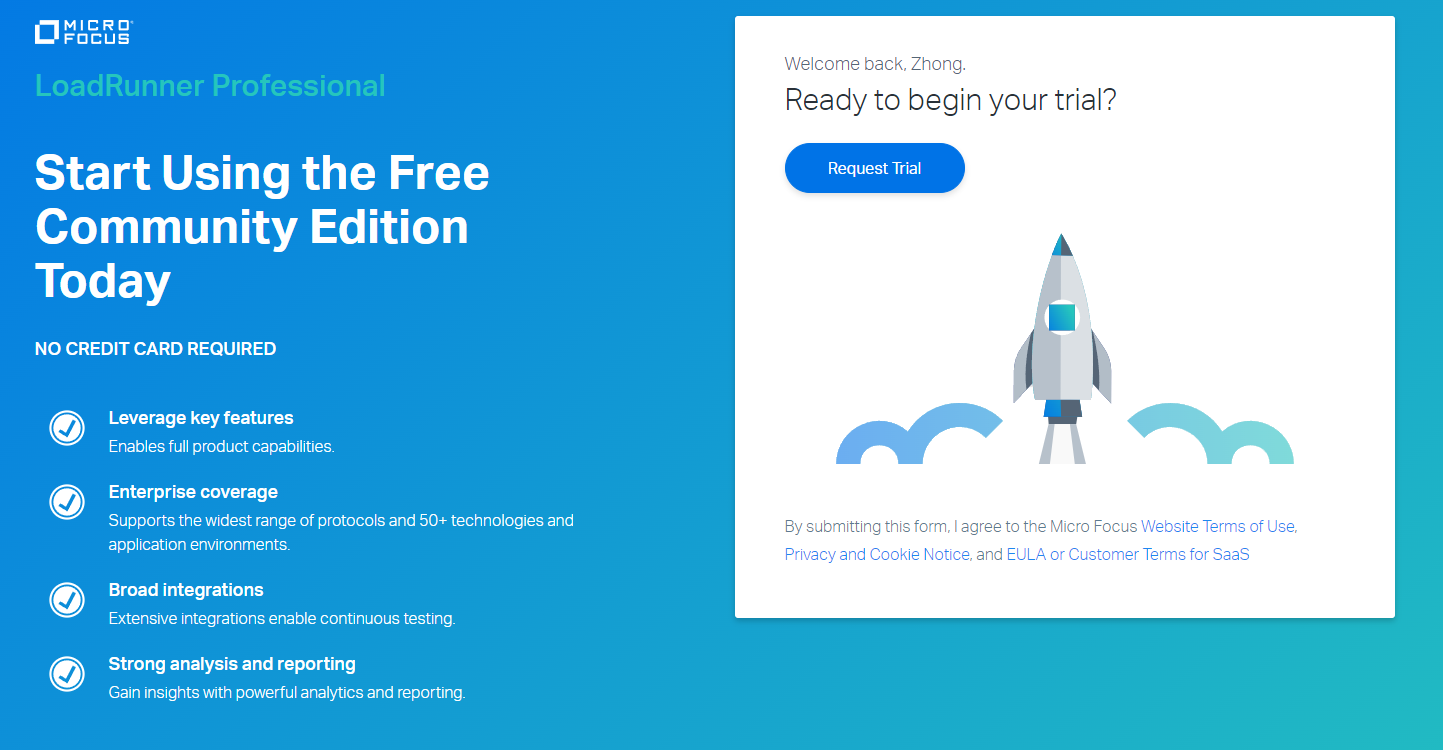 MICRO
FOCUS
LoadRunner Professional
Start Using the Free
Community Edition
Today
NO CREDIT CARD REQUIRED
Leverage key features
Enables full product capabilities.
Enterprise coverage
Supports the widest range of protocols and 50+ technologies and
application environments.
Broad integrations
Extensive integrations enable continuous testing.
Strong analysis and reporting
Gain insights with powerful analytics and reporting.
Welcome back, Zhong.
Ready to begin your trial?
Request Trial
By submitting this form, I agree to the Micro Focus Website Terms of Use,
Privacy and Cookie Notice, and EULA or Customer Terms for SaaS